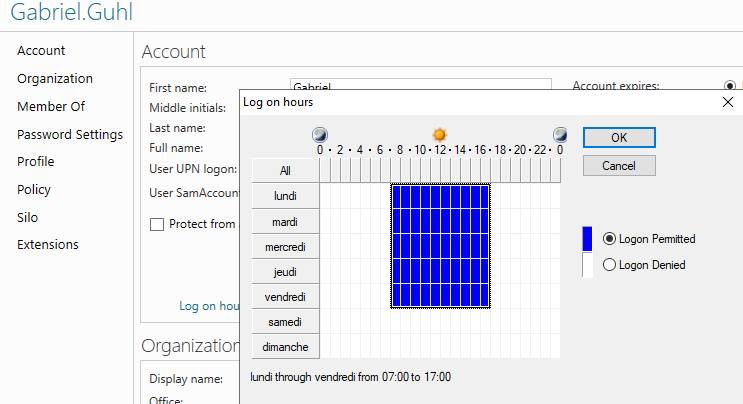 Gabriel.Guhl
Account
Organization
Member Of
Password Settings
Profile
Policy
Silo
Extensions
Account
First name:
Gabriel
Account expires:
Middle initials:
Last name:
Full name:
User UPN logon:
User SamAccount
Protect from
Log on hou
Organization
Display name:
Office:
Log on hours
0 · 2 · 4 · 6 · 8 · 10 · 12 · 14 · 16 · 18 · 20 · 22 · 0
All
lundi
mardi
mercredi
jeudi
vendredi
samedi
dimanche
OK
Cancel
Logon Permitted
Logon Denied
lundi through vendredi from 07:00 to 17:00